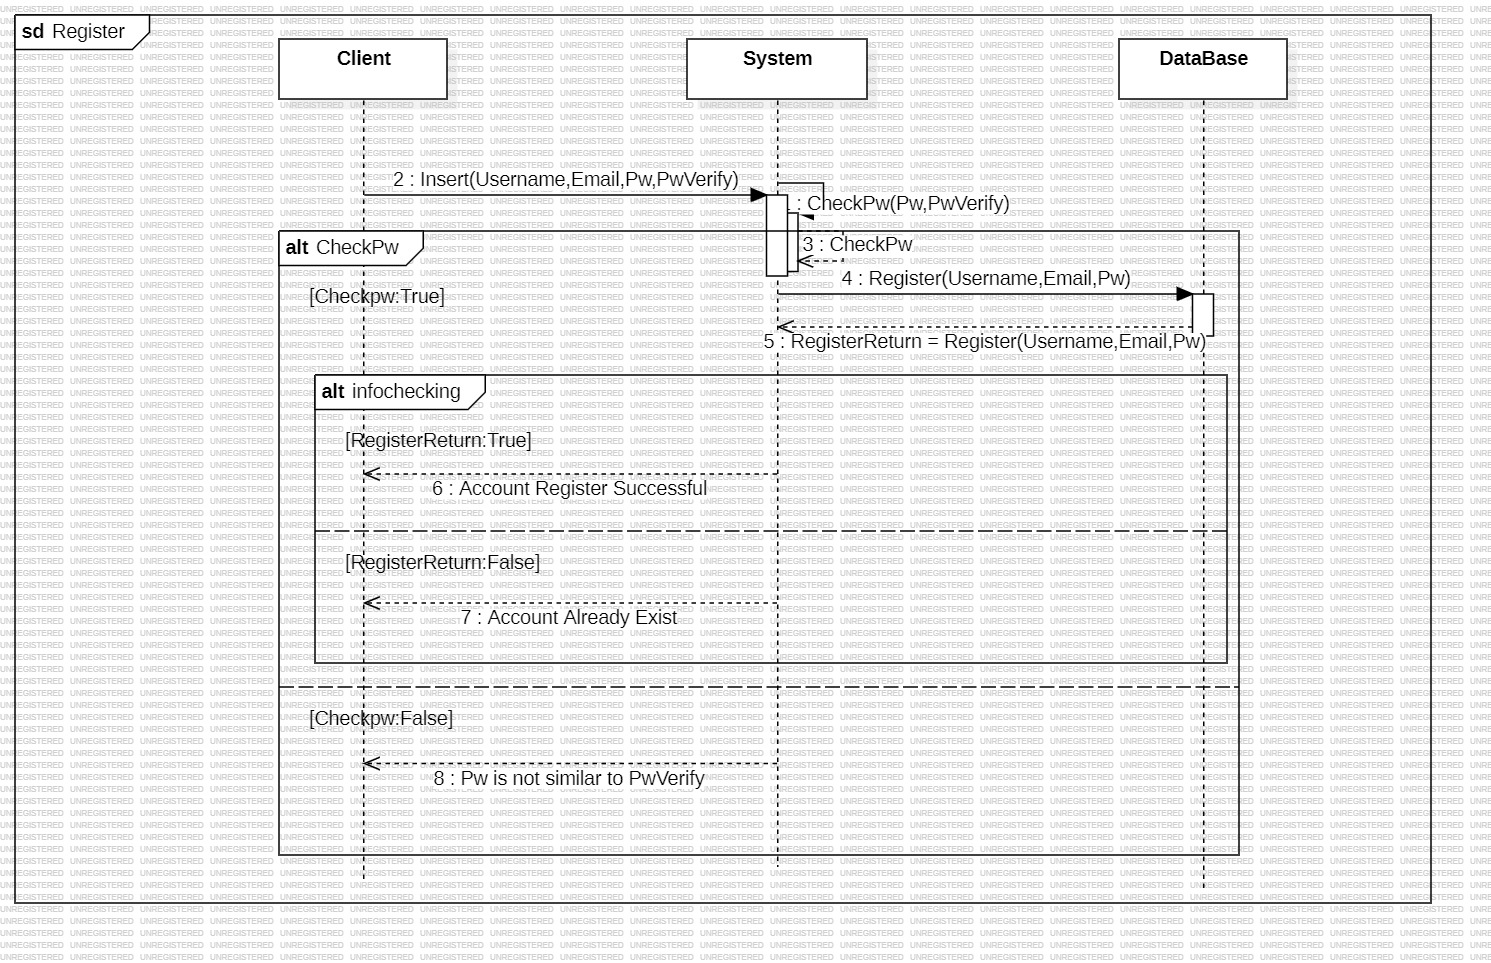 sd Register
Client
System
DataBase
2 : Insert(Username,Email,Pw,PwVerify)
: CheckPw(Pw,PwVerify)
alt CheckPw
3 : CheckPw
4 : Register(Username,Email,Pw)
[Checkpw:True]
5 : RegisterReturn = Register(Username,Email,Pw)
alt infochecking
[RegisterReturn:True]
6 : Account Register Successful
[RegisterReturn:False]
7 : Account Already Exist
[Checkpw:False]
8 : Pw is not similar to PwVerify
UNREGISTERED